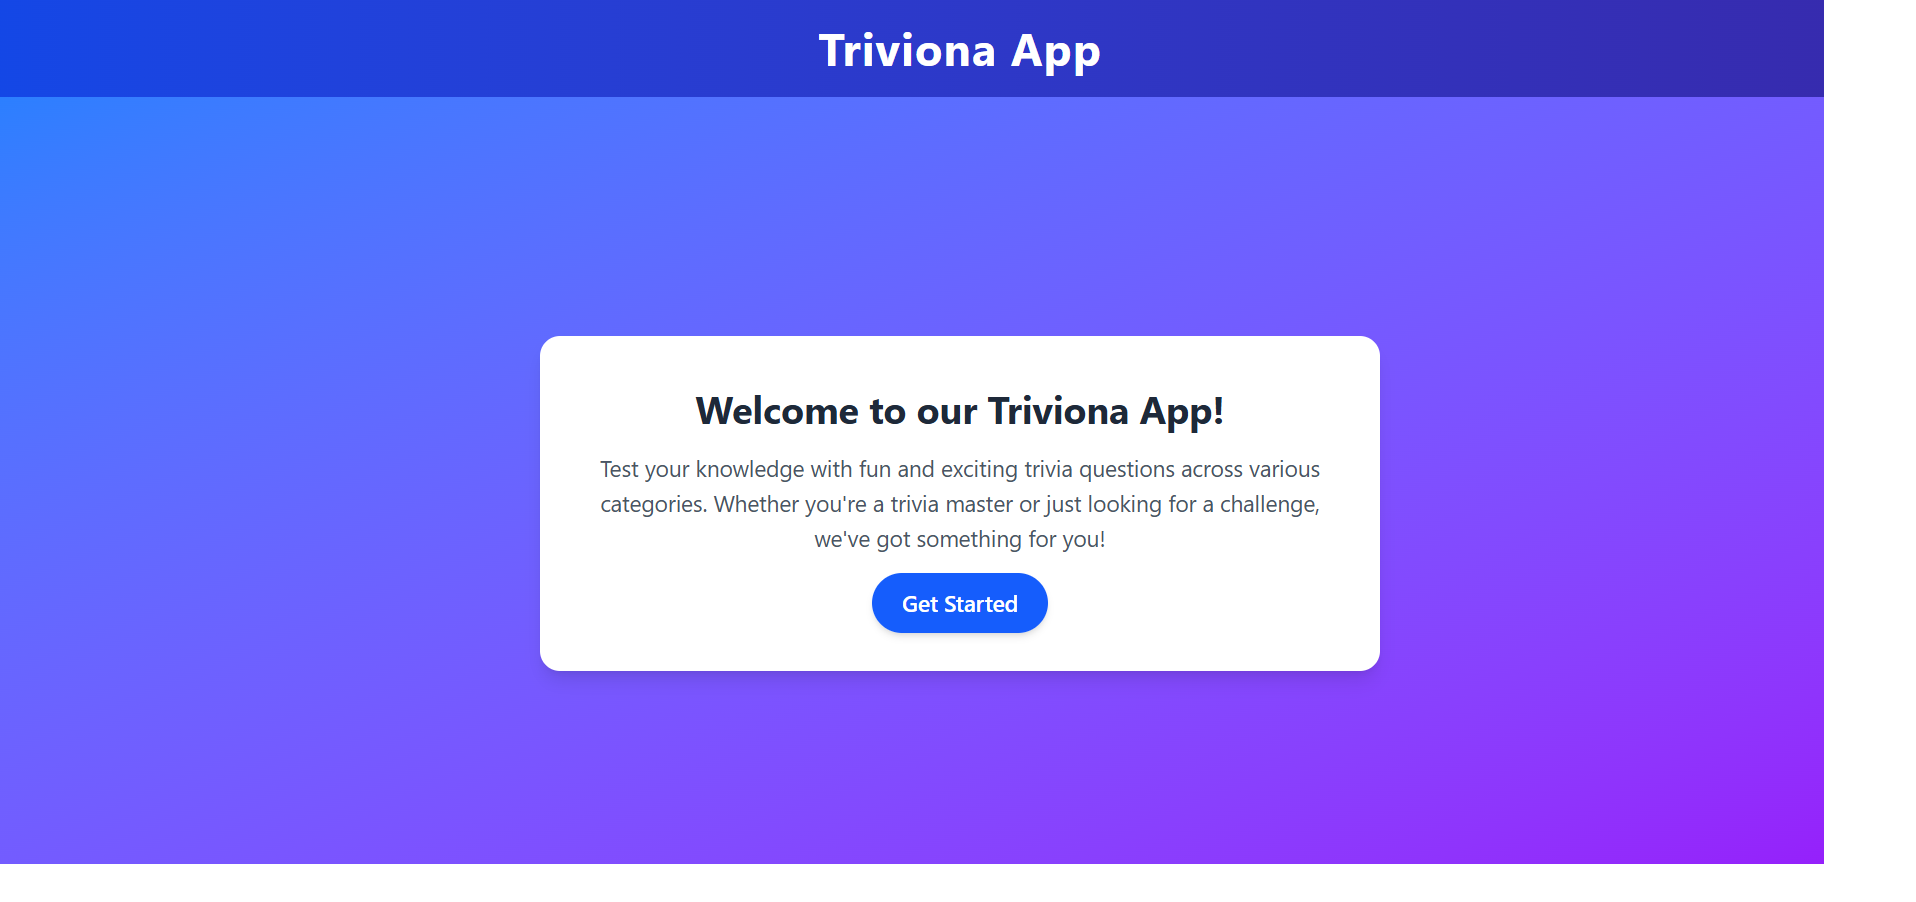 Triviona App
Welcome to our Triviona App!
Test your knowledge with fun and exciting trivia questions across various
categories. Whether you're a trivia master or just looking for a challenge,
we've got something for you!
Get Started